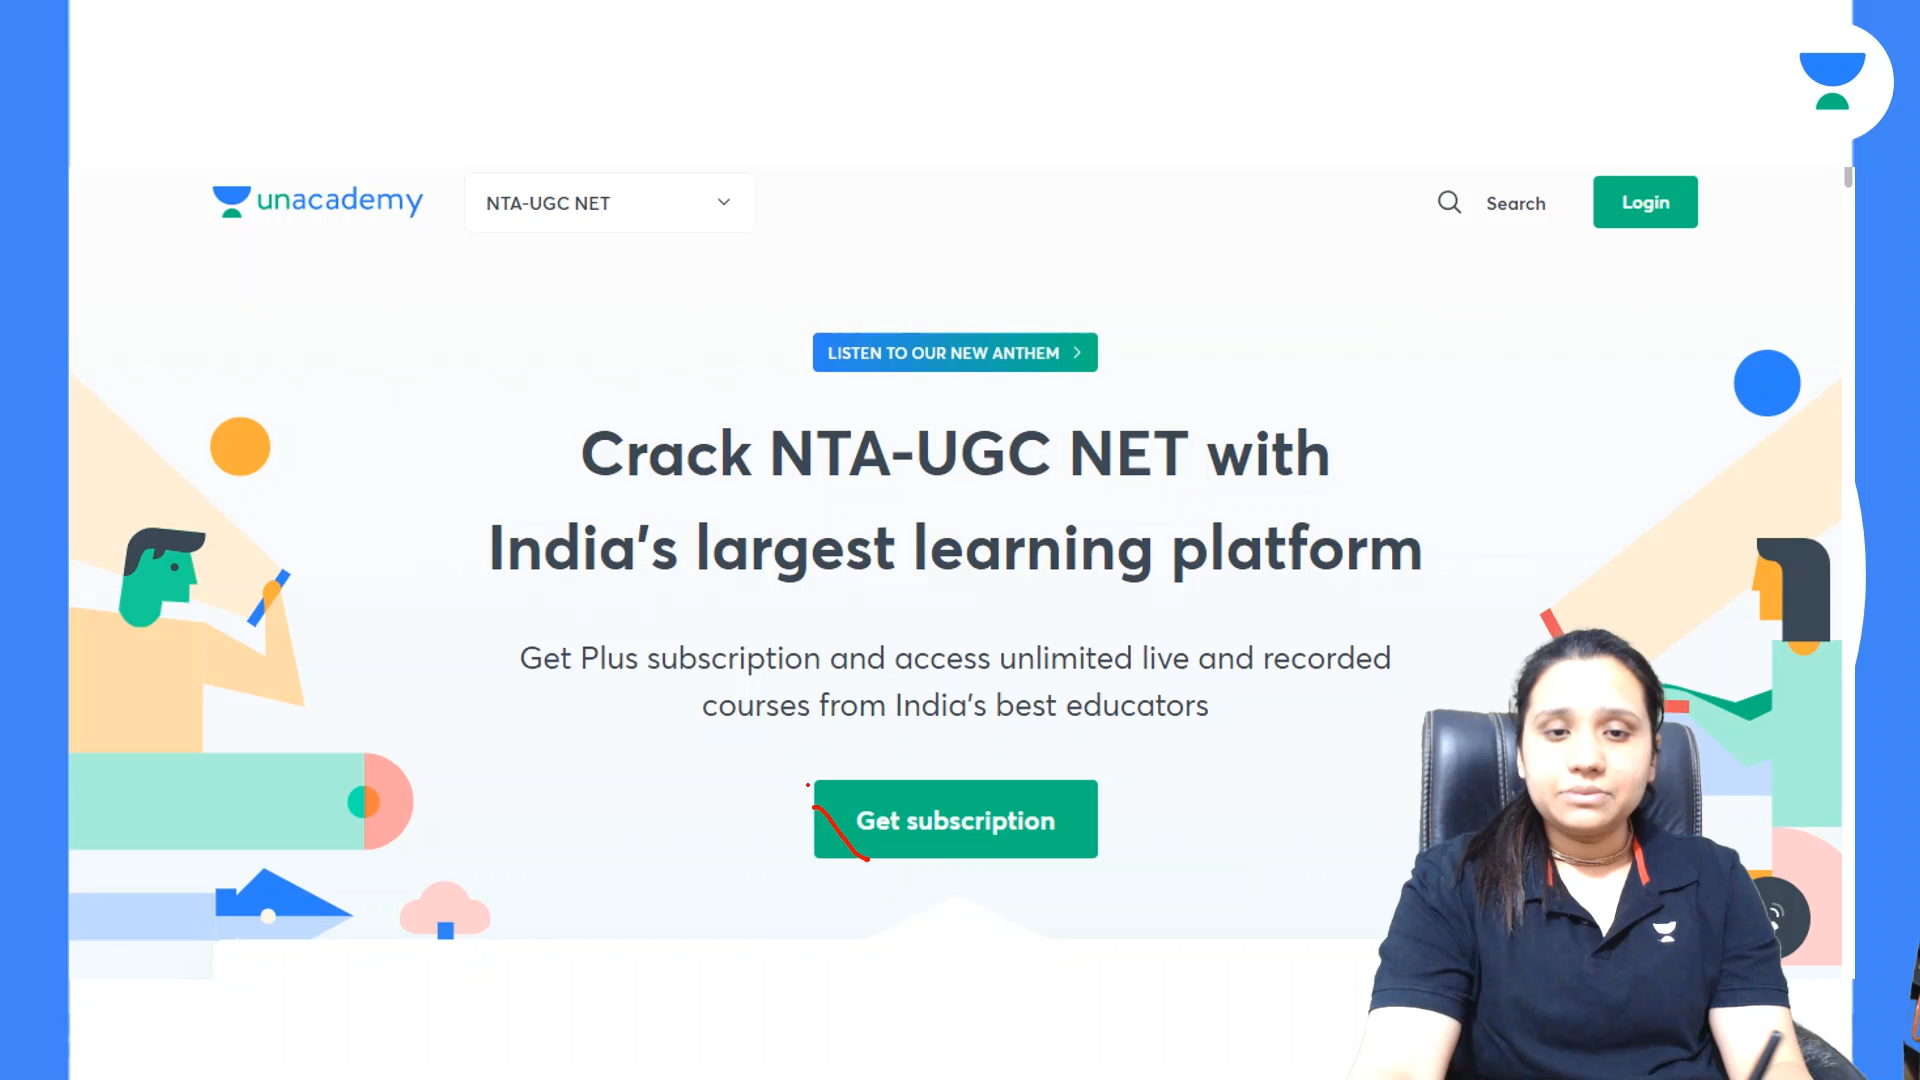 unacademy
NTA-UGC NET
Search
Login
LISTEN TO OUR NEW ANTHEM
Crack NTA-UGC NET with
India's largest learning platform
Get Plus subscription and access unlimited live and recorded
courses from India's best educators
Get subscription